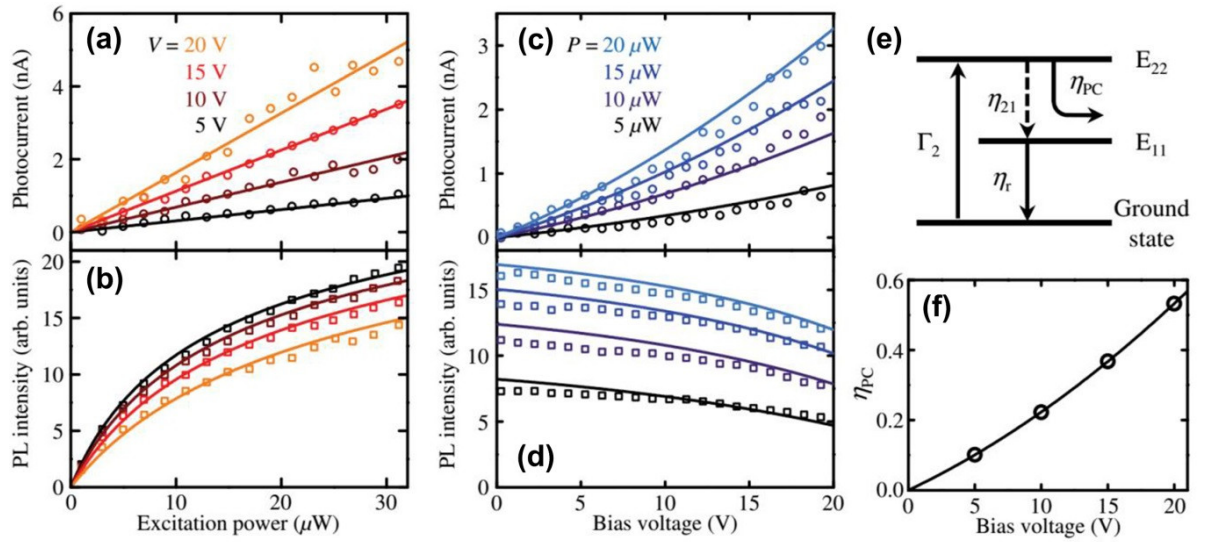 (a)
V = 20 V
15 V
10 V
5 V
Photocurrent (nA)
6
4
2
0
(b)
PL intensity (arb. units)
20
15
10
5
0
0
10
20
30
Excitation power (μW)
(c)
P = 20 μW
15 μW
10 μW
5 μW
Photocurrent (nA)
3
2
1
0
(d)
PL intensity (arb. units)
15
10
5
0
0
5
10
15
20
Bias voltage (V)
(e)
E22
ηPC
η21
E11
Γ2
ηr
Ground
state
(f)
ηPC
0.6
0.4
0.2
0.0
5
10
15
20
Bias voltage (V)